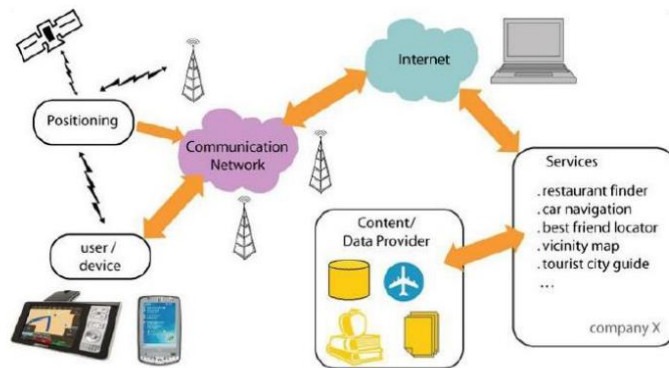 Internet
Positioning
Communication
Network
Services
. restaurant finder
. car navigation
. best friend locator
. vicinity map
. tourist city guide
...
company X
Content/
Data Provider
user /
device